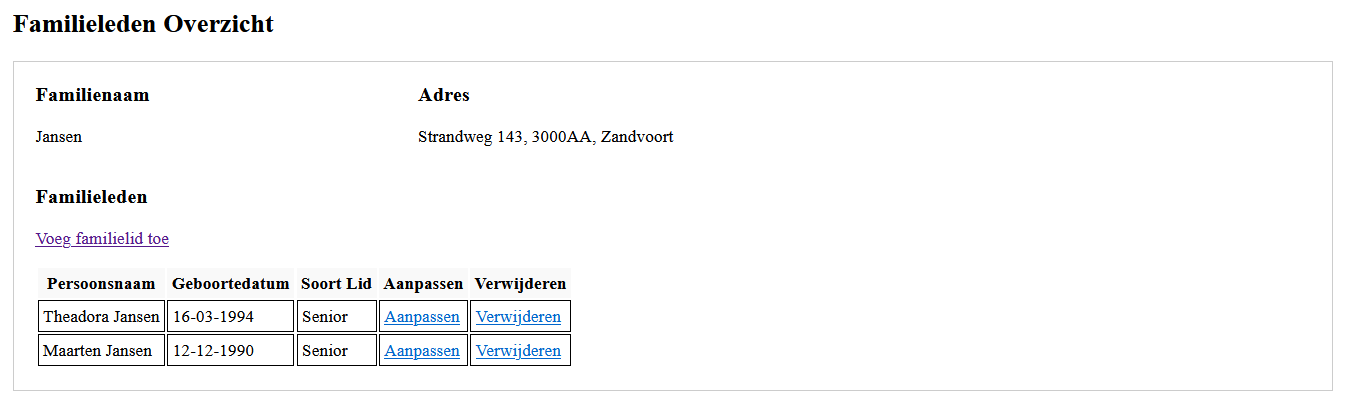 Familieleden Overzicht
Familienaam Adres
Jansen Strandweg 143, 3000AA, Zandvoort
Familieleden
Voeg familielid toe
Persoonsnaam Geboortedatum Soort Lid Aanpassen Verwijderen
Theadora Jansen 16-03-1994 Senior Aanpassen Verwijderen
Maarten Jansen 12-12-1990 Senior Aanpassen Verwijderen